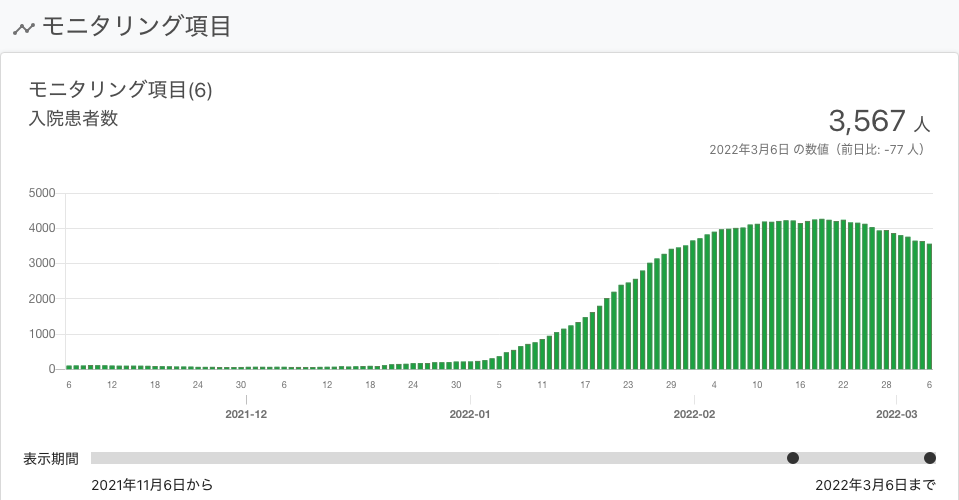 モニタリング項目
モニタリング項目(6)
入院患者数
3,567 人
2022年3月6日 の数値（前日比: -77 人）
5000
4000
3000
2000
1000
0
6 12 18 24 30 6 12 18 24 30 5 11 17 23 29 4 10 16 22 28 6
2021-12 2022-01 2022-02 2022-03
表示期間
2021年11月6日から 2022年3月6日まで